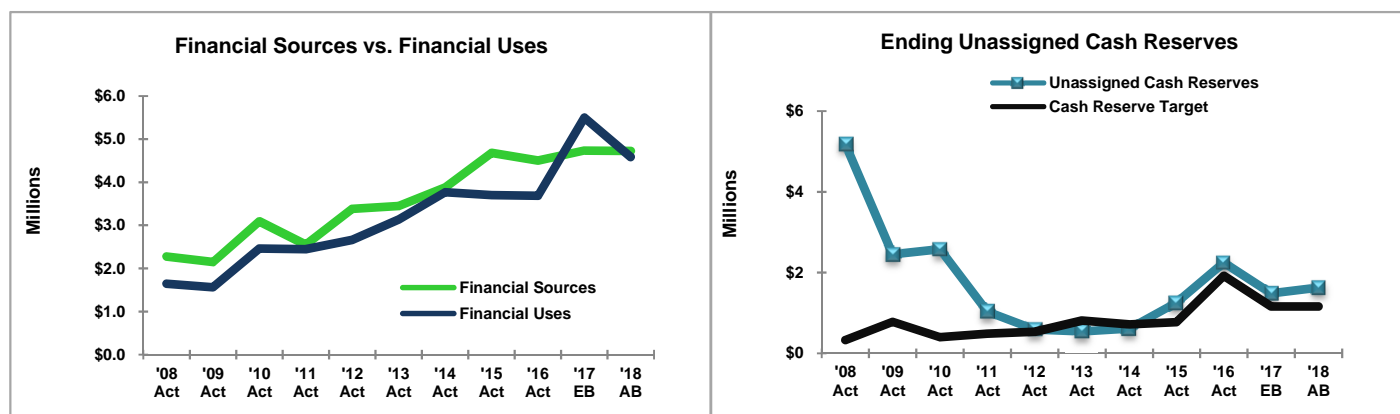 Financial Sources vs. Financial Uses
Millions
$6.0
$5.0
$4.0
$3.0
$2.0
$1.0
$0.0
Financial Sources
Financial Uses
'08 '09 '10 '11 '12 '13 '14 '15 '16 '17 '18
Act Act Act Act Act Act Act Act Act EB AB
Ending Unassigned Cash Reserves
Unassigned Cash Reserves
Cash Reserve Target
Millions
$6
$4
$2
$0
'08 '09 '10 '11 '12 '13 '14 '15 '16 '17 '18
Act Act Act Act Act Act Act Act Act EB AB